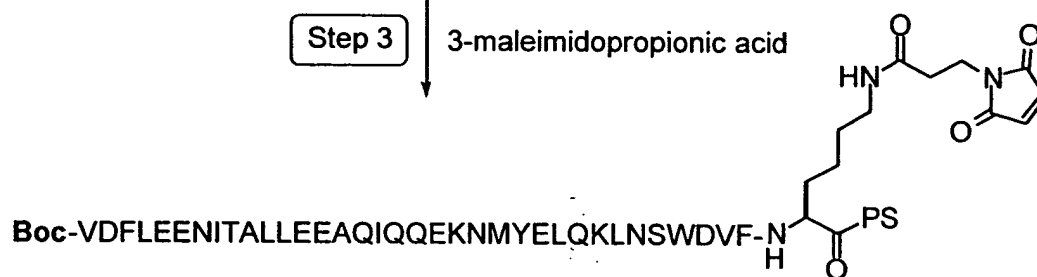 Step 3
3-maleimidopropionic acid
O
HN
N
O
O
Boc-VDFLEENITALLEEAQIQQEKNMYELQKLNSWDVF-N
H
PS
O